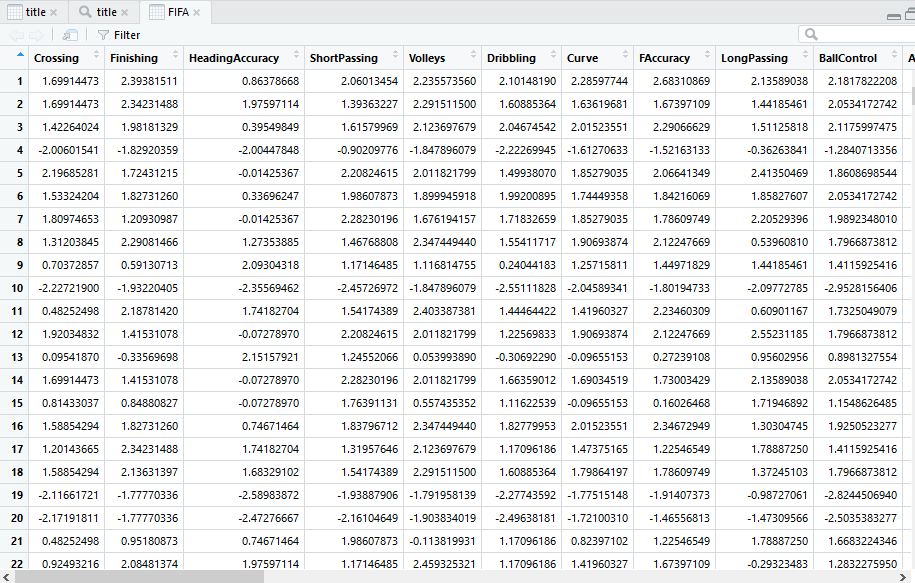 title title FIFA
Filter
Crossing Finishing HeadingAccuracy ShortPassing Volleys Dribbling Curve FAccuracy LongPassing BallControl A
1 1.69914473 2.39381511 0.86378668 2.06013454 2.235573560 2.10148190 2.28597744 2.68310869 2.13589038 2.1817822208
2 1.69914473 2.34231488 1.97597114 1.39363227 2.291511500 1.60885364 1.63619681 1.67397109 1.44185461 2.0534172742
3 1.42264024 1.98181329 0.39549849 1.61579969 2.123697679 2.04674542 2.01523551 2.29066629 1.51125818 2.1175997475
4 -2.00601541 -1.82920359 -2.00447848 -0.90209776 -1.847896079 -2.22269945 -1.61270633 -1.52163133 -0.36263841 -1.2840713356
5 2.19685281 1.72431215 -0.01425367 2.20824615 2.011821799 1.49938070 1.85279035 2.06641349 2.41350469 1.8608698544
6 1.53324204 1.82731260 0.33696247 1.98607873 1.899945918 1.99200895 1.74449358 1.84216069 1.85827607 2.0534172742
7 1.80974653 1.20930987 -0.01425367 2.28230196 1.676194157 1.71832659 1.85279035 1.78609749 2.20529396 1.9892348010
8 1.31203845 2.29081466 1.27353885 1.46768808 2.347449440 1.55411717 1.90693874 2.12247669 0.53960810 1.7966873812
9 0.70372857 0.59130713 2.09304318 1.17146485 1.116814755 0.24044183 1.25715811 1.44971829 1.44185461 1.4115925416
10 -2.22721900 -1.93220405 -2.35569462 -2.45726972 -1.847896079 -2.55111828 -2.04589341 -1.80194733 -2.09772785 -2.9528156406
11 0.48252498 2.18781420 1.74182704 1.54174389 2.403387381 1.44464422 1.41960327 2.23460309 0.60901167 1.7325049079
12 1.92034832 1.41531078 -0.07278970 2.20824615 2.011821799 1.22569833 1.90693874 2.12247669 2.55231185 1.7966873812
13 0.09541870 -0.33569698 2.15157921 1.24552066 0.053993890 -0.30692290 -0.09655153 0.27239108 0.95602956 0.8981327554
14 1.69914473 1.41531078 -0.07278970 2.28230196 2.011821799 1.66359012 1.69034519 1.73003429 2.13589038 2.0534172742
15 0.81433037 0.84880827 -0.07278970 1.76391131 0.557435352 1.11622539 -0.09655153 0.16026468 1.71946892 1.1548626485
16 1.58854294 1.82731260 0.74671464 1.83796712 2.347449440 1.82779953 2.01523551 2.34672949 1.30304745 1.9250523277
17 1.20143665 2.34231488 1.74182704 1.31957646 2.123697679 1.17096186 1.47375165 1.22546549 1.78887250 1.4115925416
18 1.58854294 2.13631397 1.68329102 1.54174389 2.291511500 1.60885364 1.79864197 1.78609749 1.37245103 1.7966873812
19 -2.11661721 -1.77770336 -2.58983872 -1.93887906 -1.791958139 -2.27743592 -1.77515148 -1.91407373 -0.98727061 -2.8244506940
20 -2.17191811 -1.77770336 -2.47276667 -2.16104649 -1.903834019 -2.49638181 -1.72100310 -1.46556813 -1.47309566 -2.5035383277
21 0.48252498 0.95180873 0.74671464 1.98607873 -0.113819931 1.17096186 0.82397102 1.22546549 1.78887250 1.6683224346
22 0.92493216 2.08481374 1.97597114 1.17146485 2.459325321 1.17096186 1.41960327 1.67397109 -0.29323483 1.2832275950